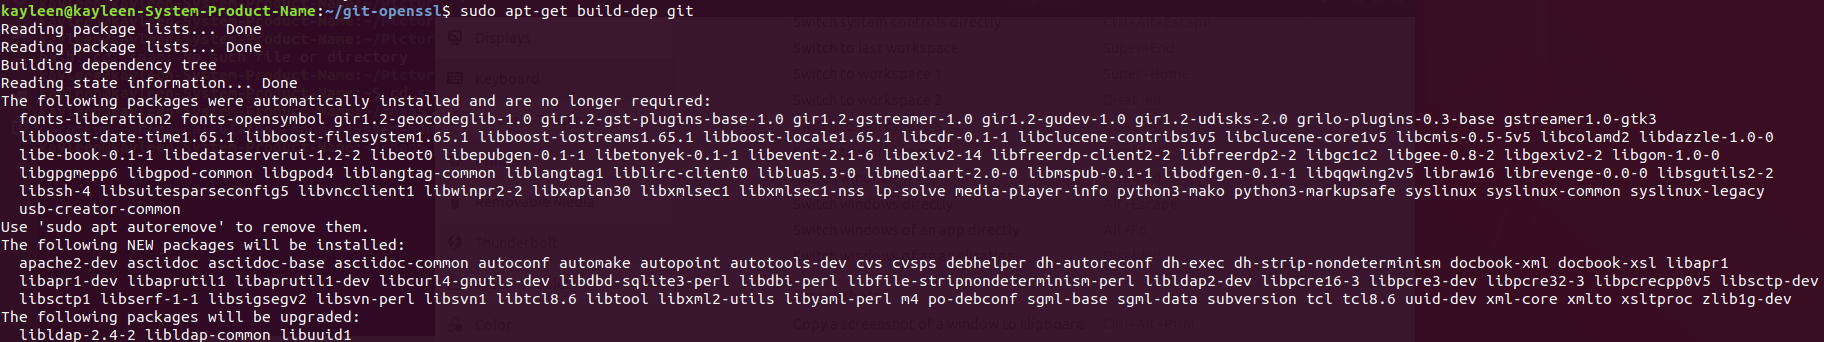 kayleen@kayleen-System-Product-Name:~/git-openssl$ sudo apt-get build-dep git
Reading package lists... Done
Reading package lists... Done
Building dependency tree
Reading state information... Done
The following packages were automatically installed and are no longer required:
  fonts-liberation2 fonts-opensymbol gir1.2-geocodeglib-1.0 gir1.2-gst-plugins-base-1.0 gir1.2-gstreamer-1.0 gir1.2-gudev-1.0 gir1.2-udisks-2.0 grilo-plugins-0.3-base gstreamer1.0-gtk3
  libboost-date-time1.65.1 libboost-filesystem1.65.1 libboost-iostreams1.65.1 libboost-locale1.65.1 libcdr-0.1-1 libclucene-contribs1v5 libclucene-core1v5 libcmis-0.5-5v5 libcolamd2 libdazzle-1.0-0
  libe-book-0.1-1 libedataserverui-1.2-2 libeot0 libepubgen-0.1-1 libetonyek-0.1-1 libevent-2.1-6 libexiv2-14 libfreerdp-client2-2 libfreerdp2-2 libgc1c2 libgee-0.8-2 libgexiv2-2 libgom-1.0-0
  libgpgmepp6 libgpod-common libgpod4 liblangtag-common liblangtag1 liblirc-client0 liblua5.3-0 libmediaart-2.0-0 libmspub-0.1-1 libodfgen-0.1-1 libqqwing2v5 libraw16 librevenge-0.0-0 libsgutils2-2
  libssh-4 libsuitesparseconfig5 libvncclient1 libwinpr2-2 libxapian30 libxmlsec1 libxmlsec1-nss lp-solve media-player-info python3-mako python3-markupsafe syslinux syslinux-common syslinux-legacy
  usb-creator-common
Use 'sudo apt autoremove' to remove them.
The following NEW packages will be installed:
  apache2-dev asciidoc asciidoc-base asciidoc-common autoconf automake autopoint autotools-dev cvs cvsps debhelper dh-autoreconf dh-exec dh-strip-nondeterminism docbook-xml docbook-xsl libapr1
  libapr1-dev libaprutil1 libaprutil1-dev libcurl4-gnutls-dev libdbd-sqlite3-perl libdbi-perl libfile-stripnondeterminism-perl libldap2-dev libpcre16-3 libpcre3-dev libpcre32-3 libpcrecpp0v5 libsctp-dev
  libsctp1 libserf-1-1 libsigsegv2 libsvn-perl libsvn1 libtcl8.6 libtool libxml2-utils libyaml-perl m4 po-debconf sgml-base sgml-data subversion tcl tcl8.6 uuid-dev xml-core xmlto xsltproc zlib1g-dev
The following packages will be upgraded:
  libldap-2.4-2 libldap-common libuuid1